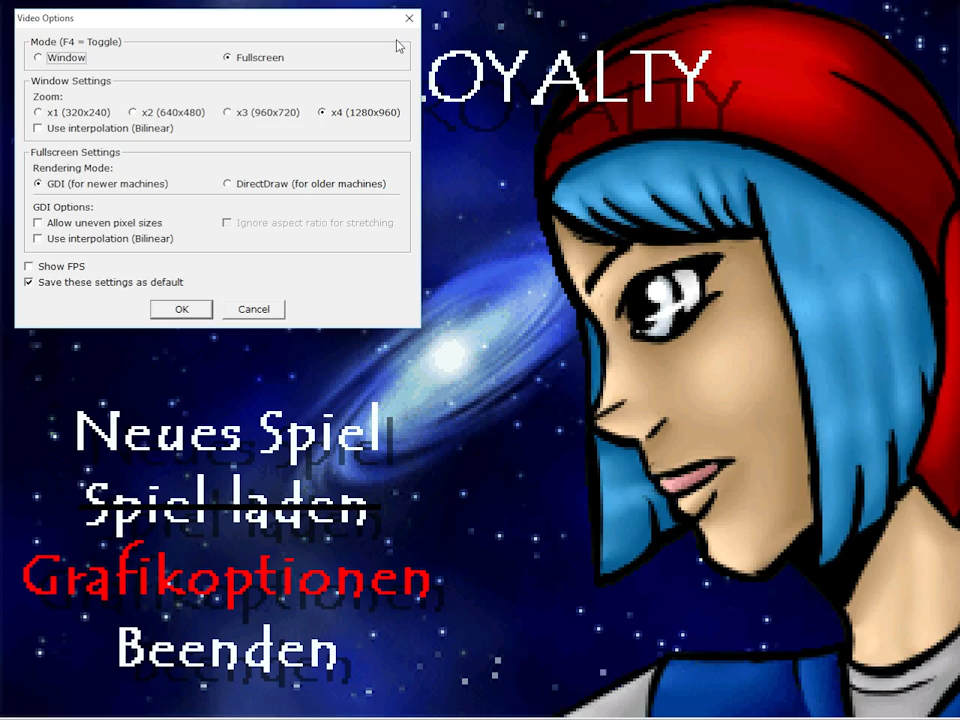 Video Options
Mode (F4 = Toggle)
Window Fullscreen
Window Settings
Zoom:
x1 (320x240) x2 (640x480) x3 (960x720) x4 (1280x960)
Use interpolation (Bilinear)
Fullscreen Settings
Rendering Mode:
GDI (for newer machines) DirectDraw (for older machines)
GDI Options:
Allow uneven pixel sizes Ignore aspect ratio for stretching
Use interpolation (Bilinear)
Show FPS
Save these settings as default
OK Cancel
OYALTY
Neues Spiel
Spiel laden
Grafikoptionen
Beenden